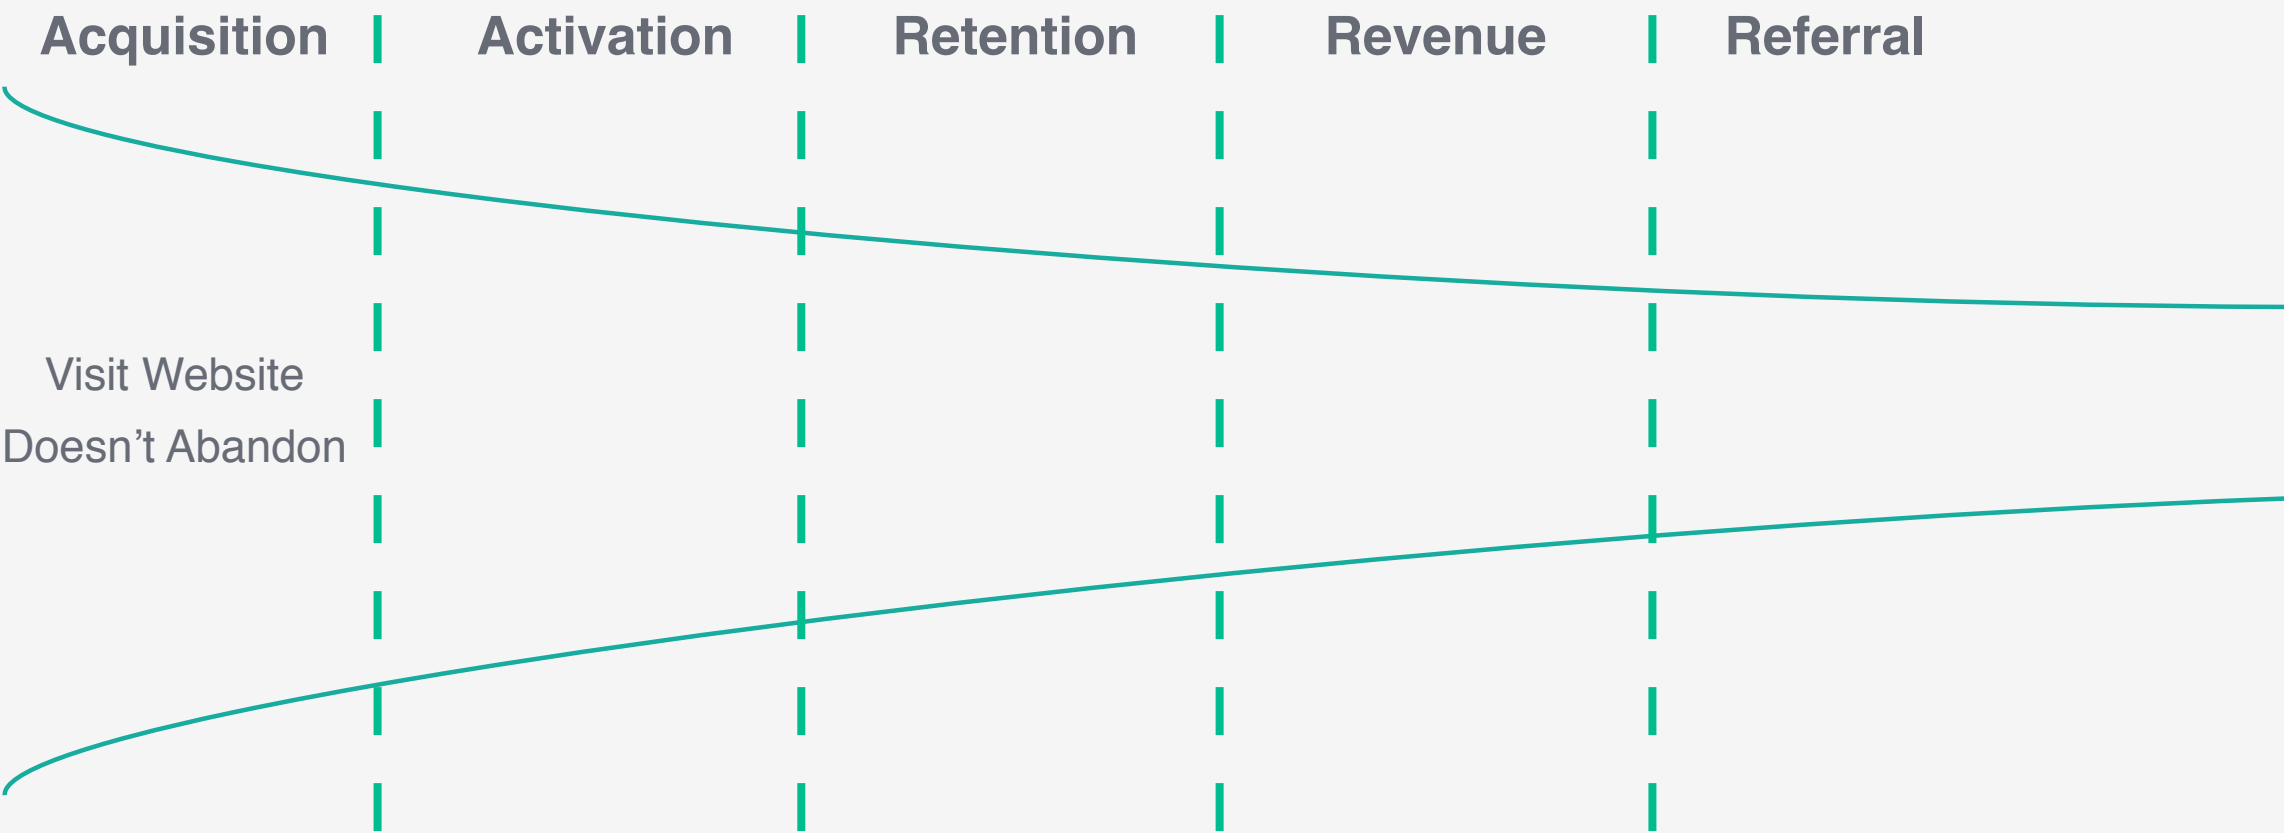 Acquisition
Activation
Retention
Revenue
Referral
Visit Website
Doesn’t Abandon